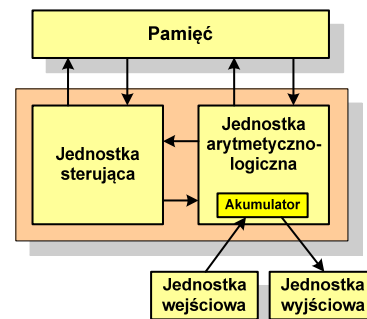 Pamięć
Jednostka
sterująca
Jednostka
arytmetyczno-
logiczna
Akumulator
Jednostka
wejściowa
Jednostka
wyjściowa